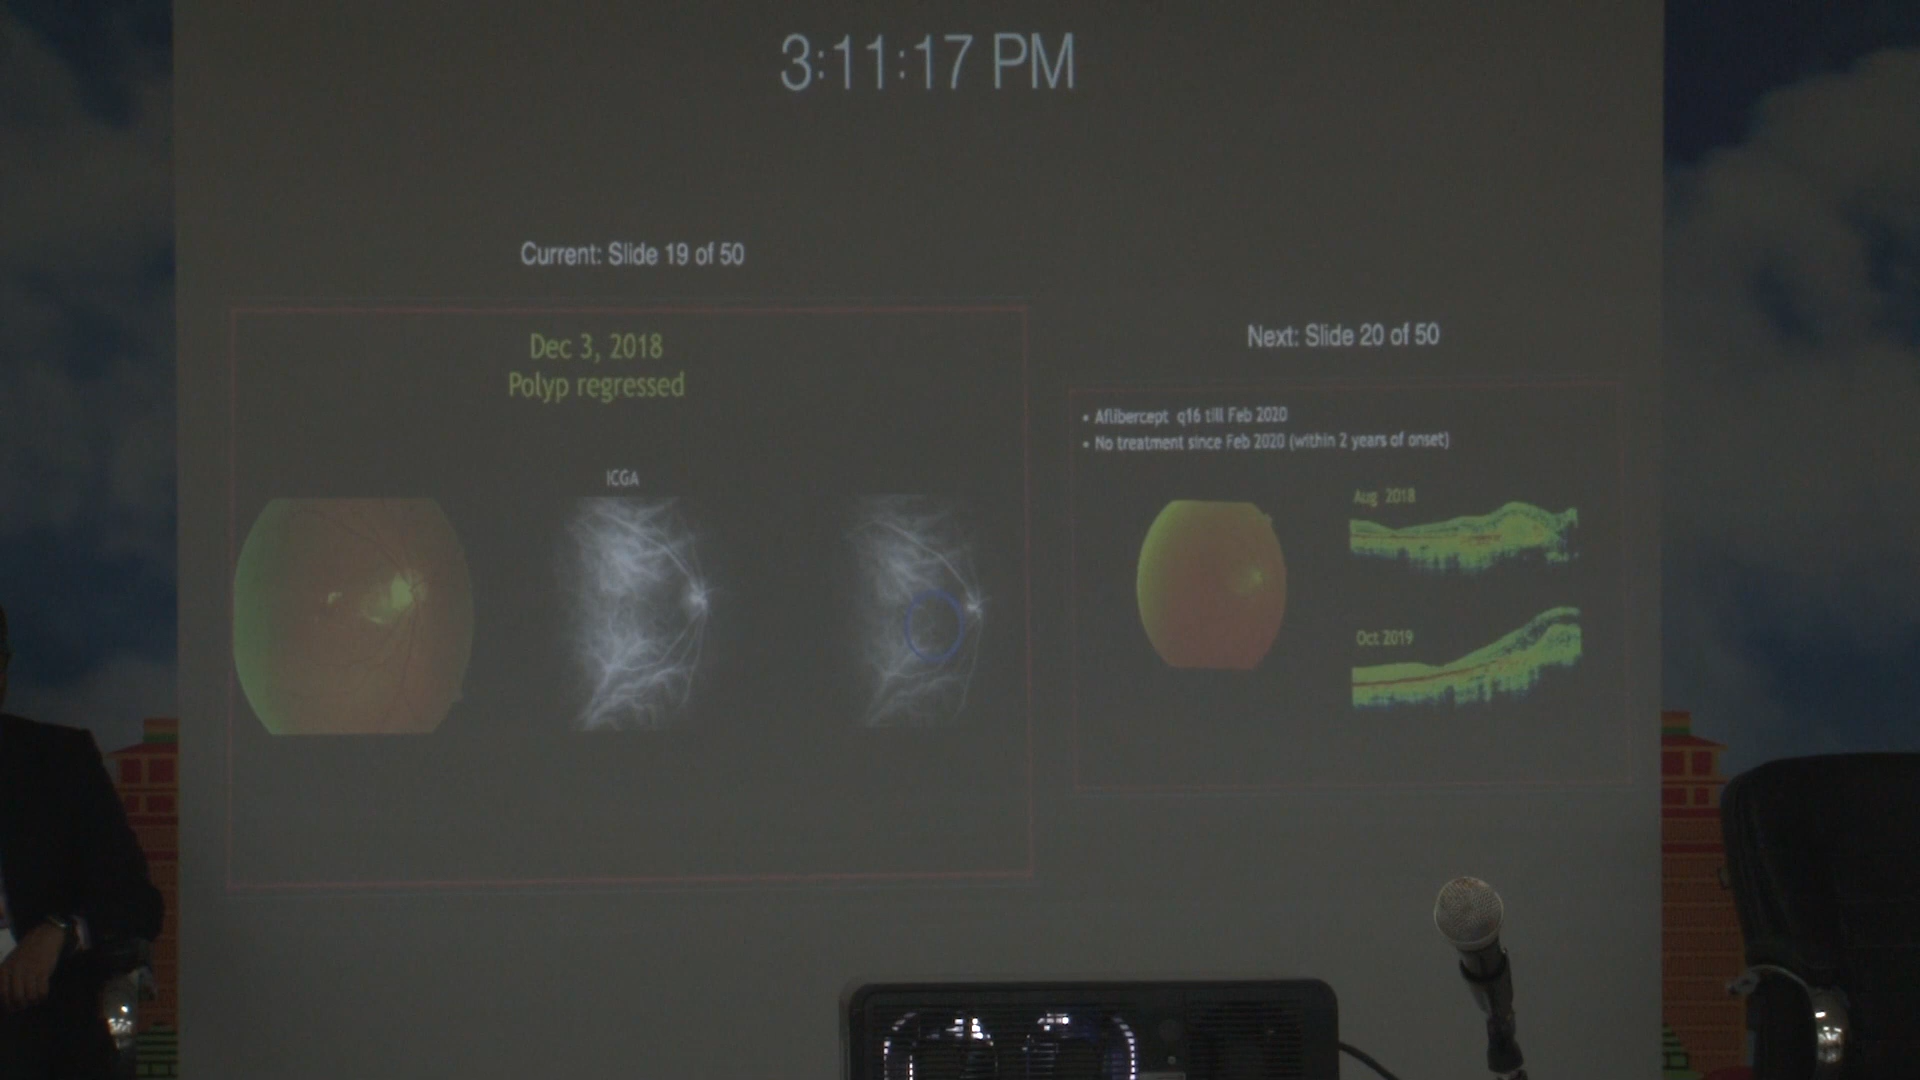 3:11:17 PM
Current: Slide 19 of 50
Dec 3, 2018
Polyp regressed
ICGA
Next: Slide 20 of 50
• Aflibercept q16 till Feb 2020
• No treatment since Feb 2020 (within 2 years of onset)
Aug 2018
Oct 2019